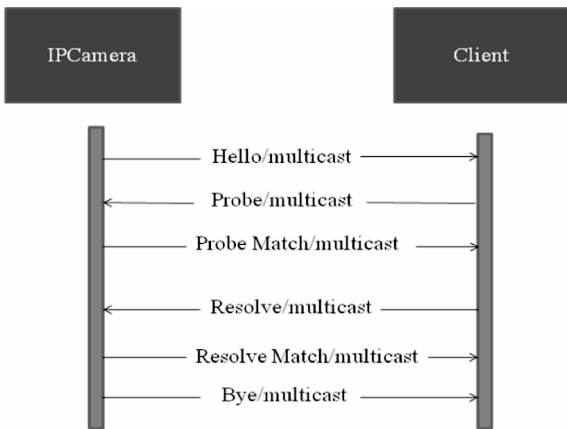 IPCamera
Client
Hello/multicast
Probe/multicast
Probe Match/multicast
Resolve/multicast
Resolve Match/multicast
Bye/multicast